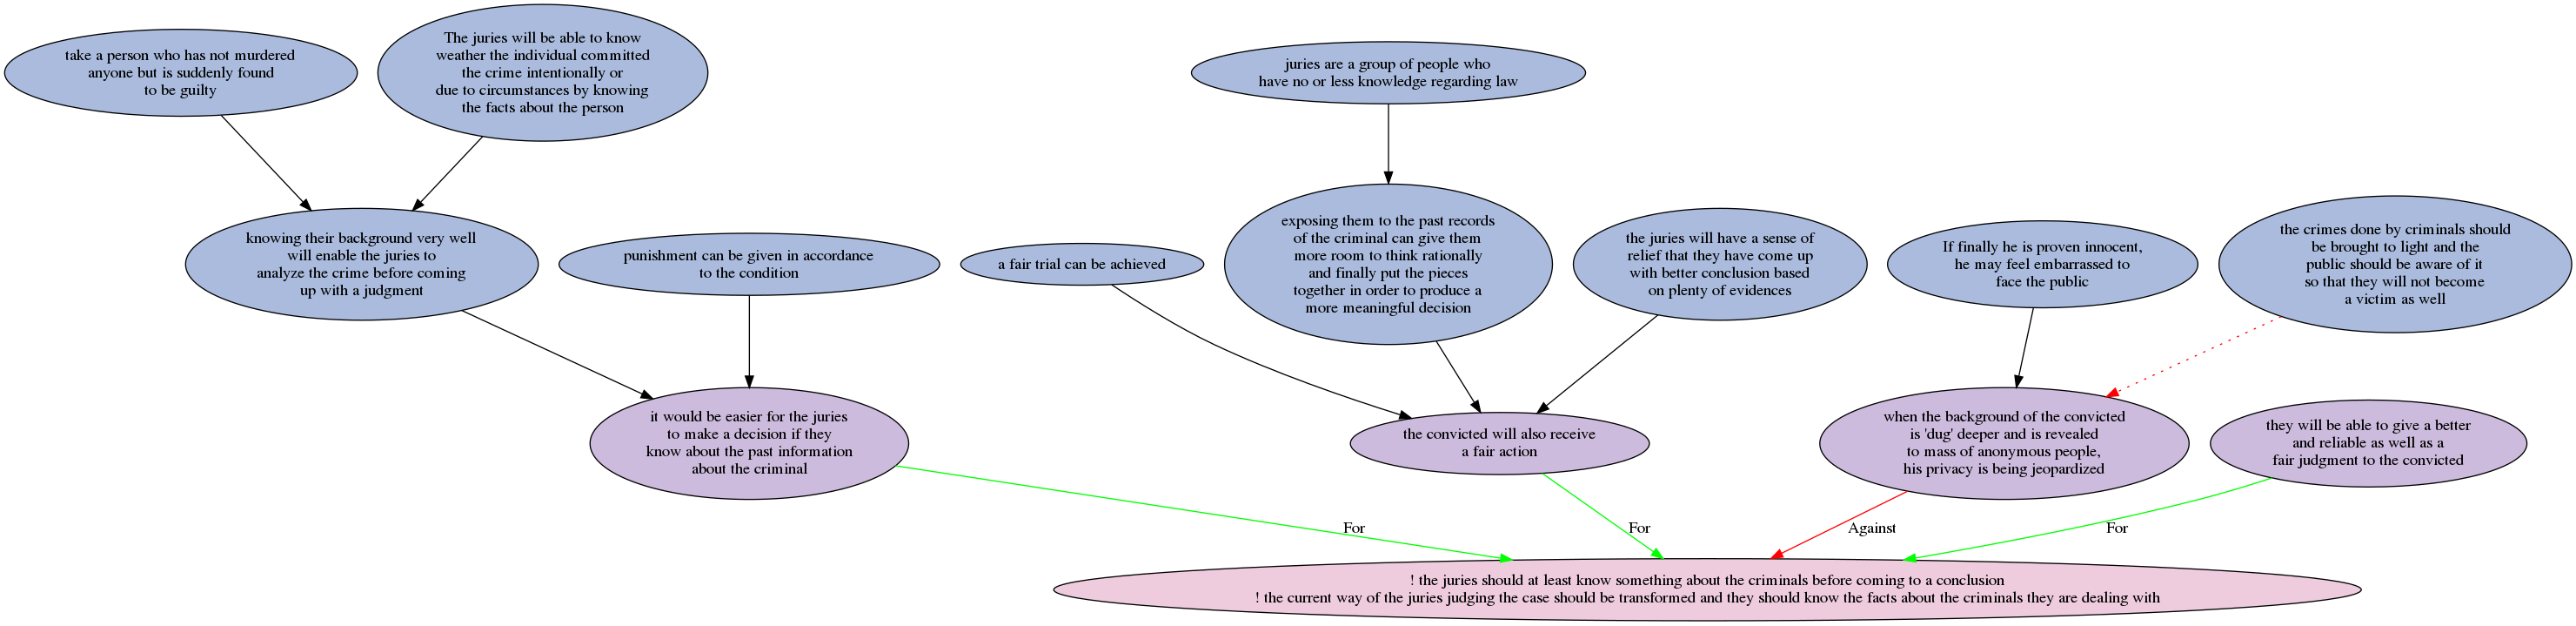 take a person who has not murdered
anyone but is suddenly found
to be guilty
The juries will be able to know
weather the individual committed
the crime intentionally or
due to circumstances by knowing
the facts about the person
juries are a group of people who
have no or less knowledge regarding law
knowing their background very well
will enable the juries to
analyze the crime before coming
up with a judgment
punishment can be given in accordance
to the condition
a fair trial can be achieved
exposing them to the past records
of the criminal can give them
more room to think rationally
and finally put the pieces
together in order to produce a
more meaningful decision
the juries will have a sense of
relief that they have come up
with better conclusion based
on plenty of evidences
If finally he is proven innocent,
he may feel embarrassed to
face the public
the crimes done by criminals should
be brought to light and the
public should be aware of it
so that they will not become
a victim as well
it would be easier for the juries
to make a decision if they
know about the past information
about the criminal
the convicted will also receive
a fair action
when the background of the convicted
is 'dug' deeper and is revealed
to mass of anonymous people,
his privacy is being jeopardized
they will be able to give a better
and reliable as well as a
fair judgment to the convicted
For
For
Against
For
! the juries should at least know something about the criminals before coming to a conclusion
! the current way of the juries judging the case should be transformed and they should know the facts about the criminals they are dealing with